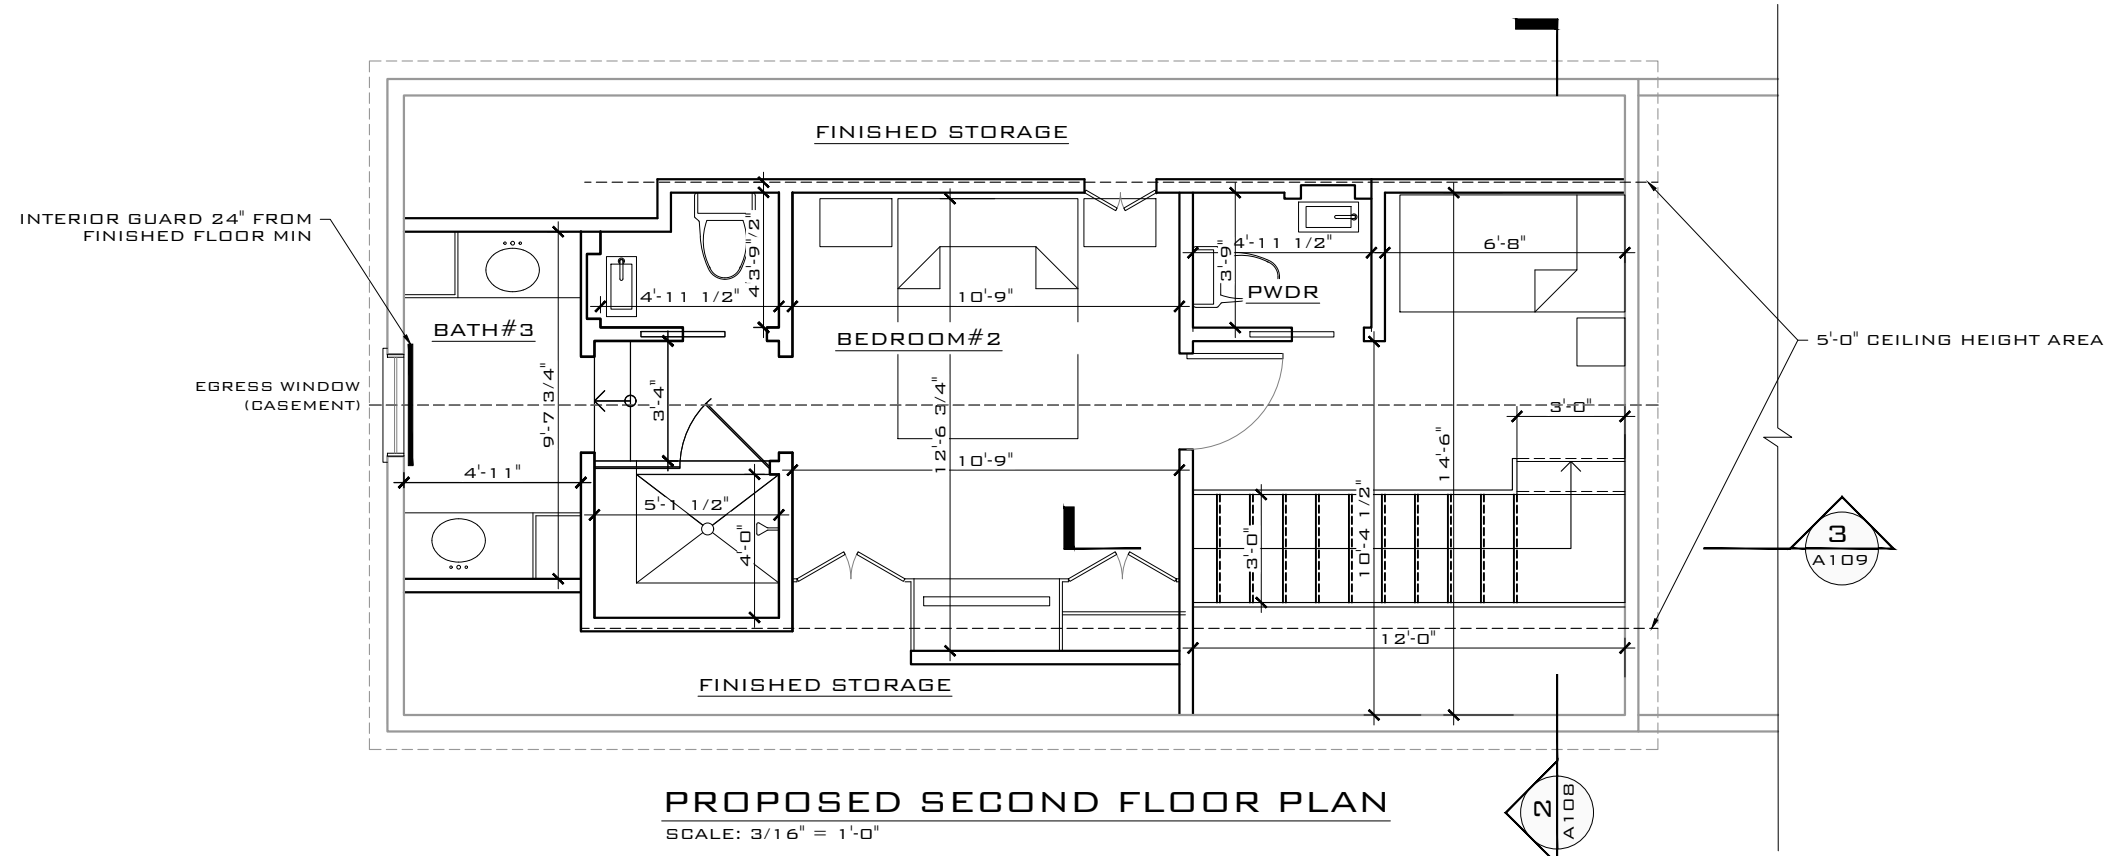 FINISHED STORAGE
INTERIOR GUARD 24" FROM
FINISHED FLOOR MIN
4'-11 1/2"
10'-9"
4'-11 1/2"
3'-9"
6'-8"
PWDR
BATH#3
BEDROOM#2
5'-0" CEILING HEIGHT AREA
EGRESS WINDOW
(CASEMENT)
9'-7 3/4"
3'-4"
12'-6 3/4"
3'-0"
14'-6"
10'-9"
4'-11"
5'-1 1/2"
4'-0"
3'-0"
10'-4 1/2"
3
A109
12'-0"
FINISHED STORAGE
PROPOSED SECOND FLOOR PLAN
SCALE: 3/16" = 1'-0"
2
A108